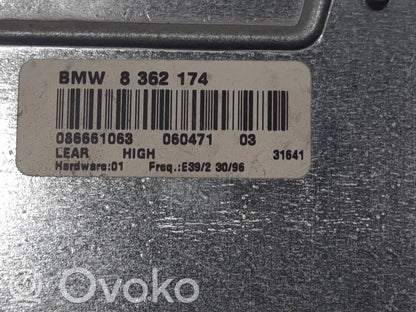 BMW 8 362 174
086661063 060471 03
LEAR HIGH 31641
Hardware:01 Freq.:E39/2 30/96
Ovoko